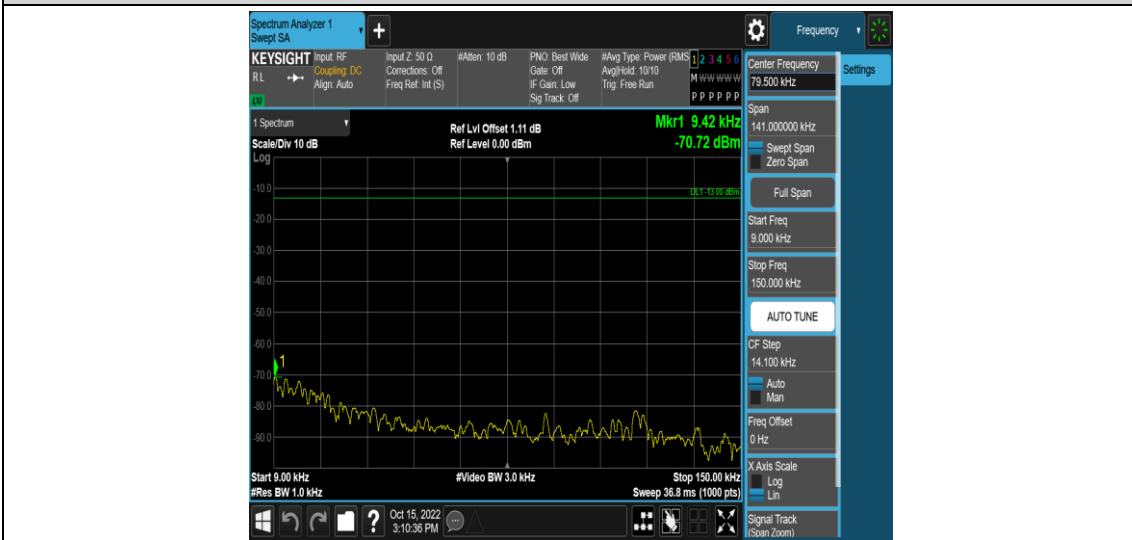 Spectrum Analyzer 1
Swept SA
+
Frequency
KEYSIGHT
RL
LXI
Input: RF
Coupling: DC
Align: Auto
Input Z: 50 Ω
Corrections: Off
Freq Ref: Int (S)
#Atten: 10 dB
PNO: Best Wide
Gate: Off
IF Gain: Low
Sig Track: Off
#Avg Type: Power (RMS
Avg|Hold: 10/10
Trig: Free Run
1 2 3 4 5 6
M W W W W W
P P P P P P
1 Spectrum
Scale/Div 10 dB
Log
Ref Lvl Offset 1.11 dB
Ref Level 0.00 dBm
Mkr1 9.42 kHz
-70.72 dBm
DL1 -13.00 dBm
-10.0
-20.0
-30.0
-40.0
-50.0
-60.0
1
-70.0
-80.0
-90.0
Start 9.00 kHz
#Res BW 1.0 kHz
#Video BW 3.0 kHz
Stop 150.00 kHz
Sweep 36.8 ms (1000 pts)
?
Oct 15, 2022
3:10:36 PM
Center Frequency
79.500 kHz
Settings
Span
141.000000 kHz
Swept Span
Zero Span
Full Span
Start Freq
9.000 kHz
Stop Freq
150.000 kHz
AUTO TUNE
CF Step
14.100 kHz
Auto
Man
Freq Offset
0 Hz
X Axis Scale
Log
Lin
Signal Track
(Span Zoom)